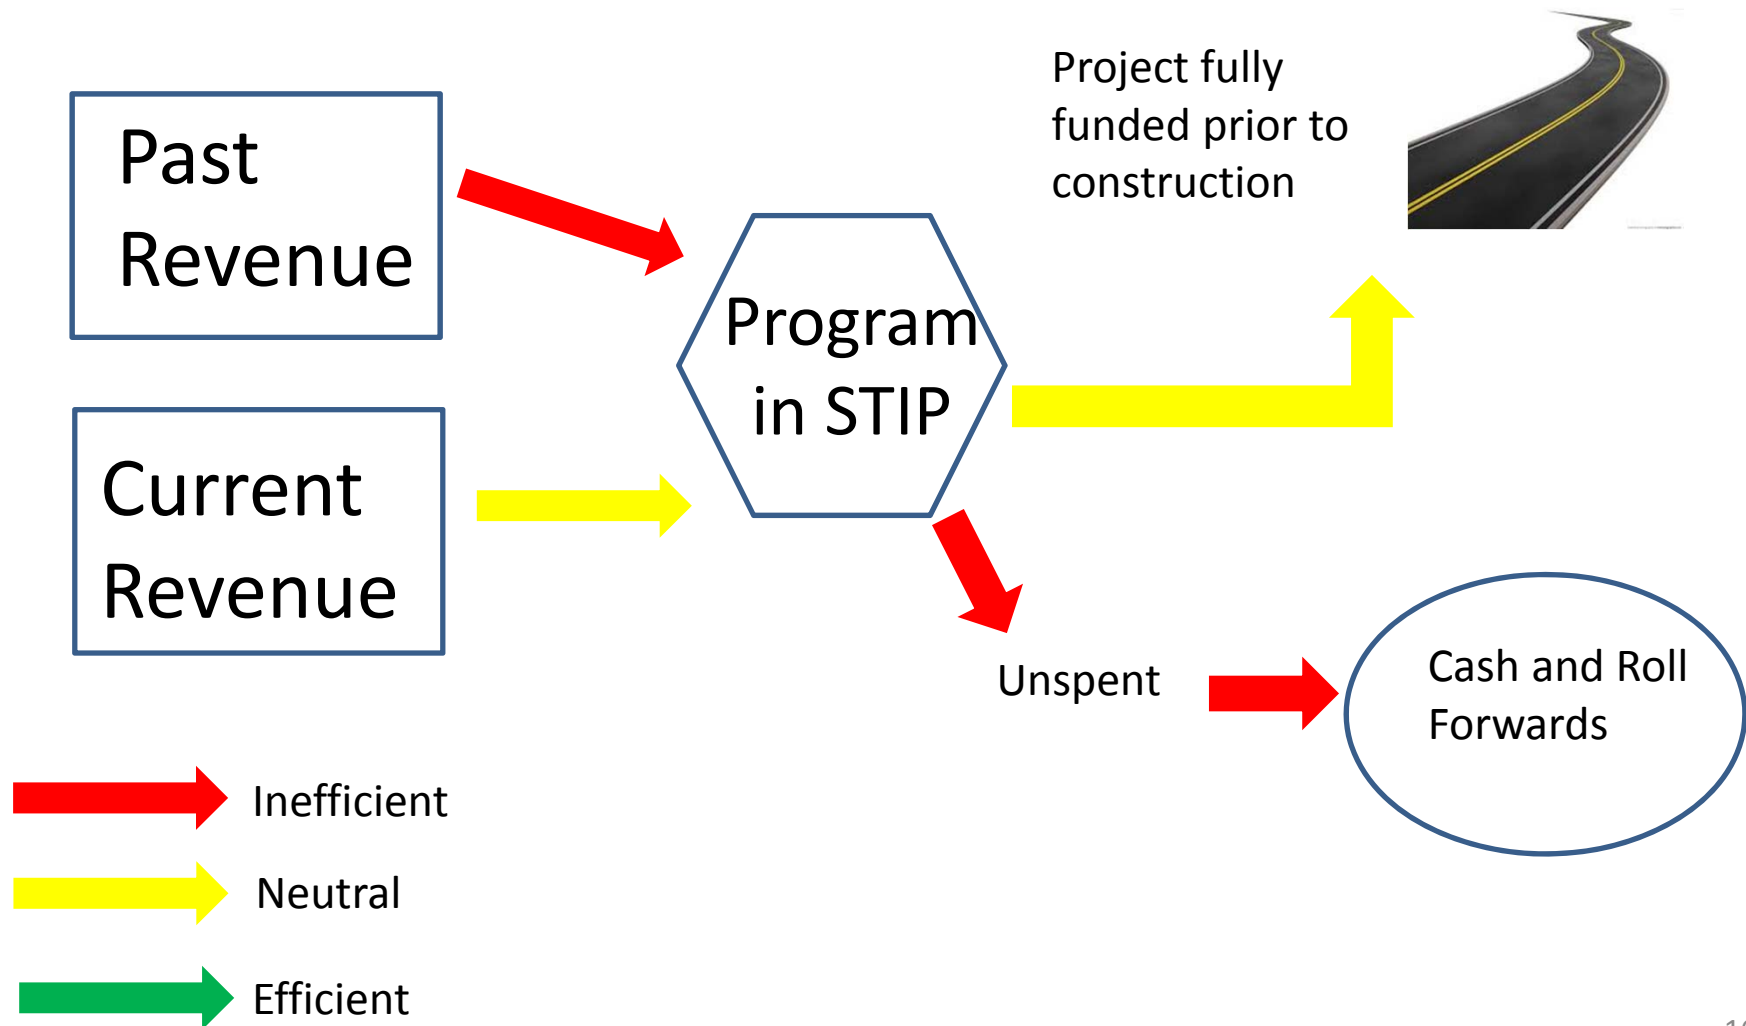 Past
Revenue
Project fully
funded prior to
construction
Program
in STIP
Current
Revenue
Unspent
Cash and Roll
Forwards
Inefficient
Neutral
Efficient